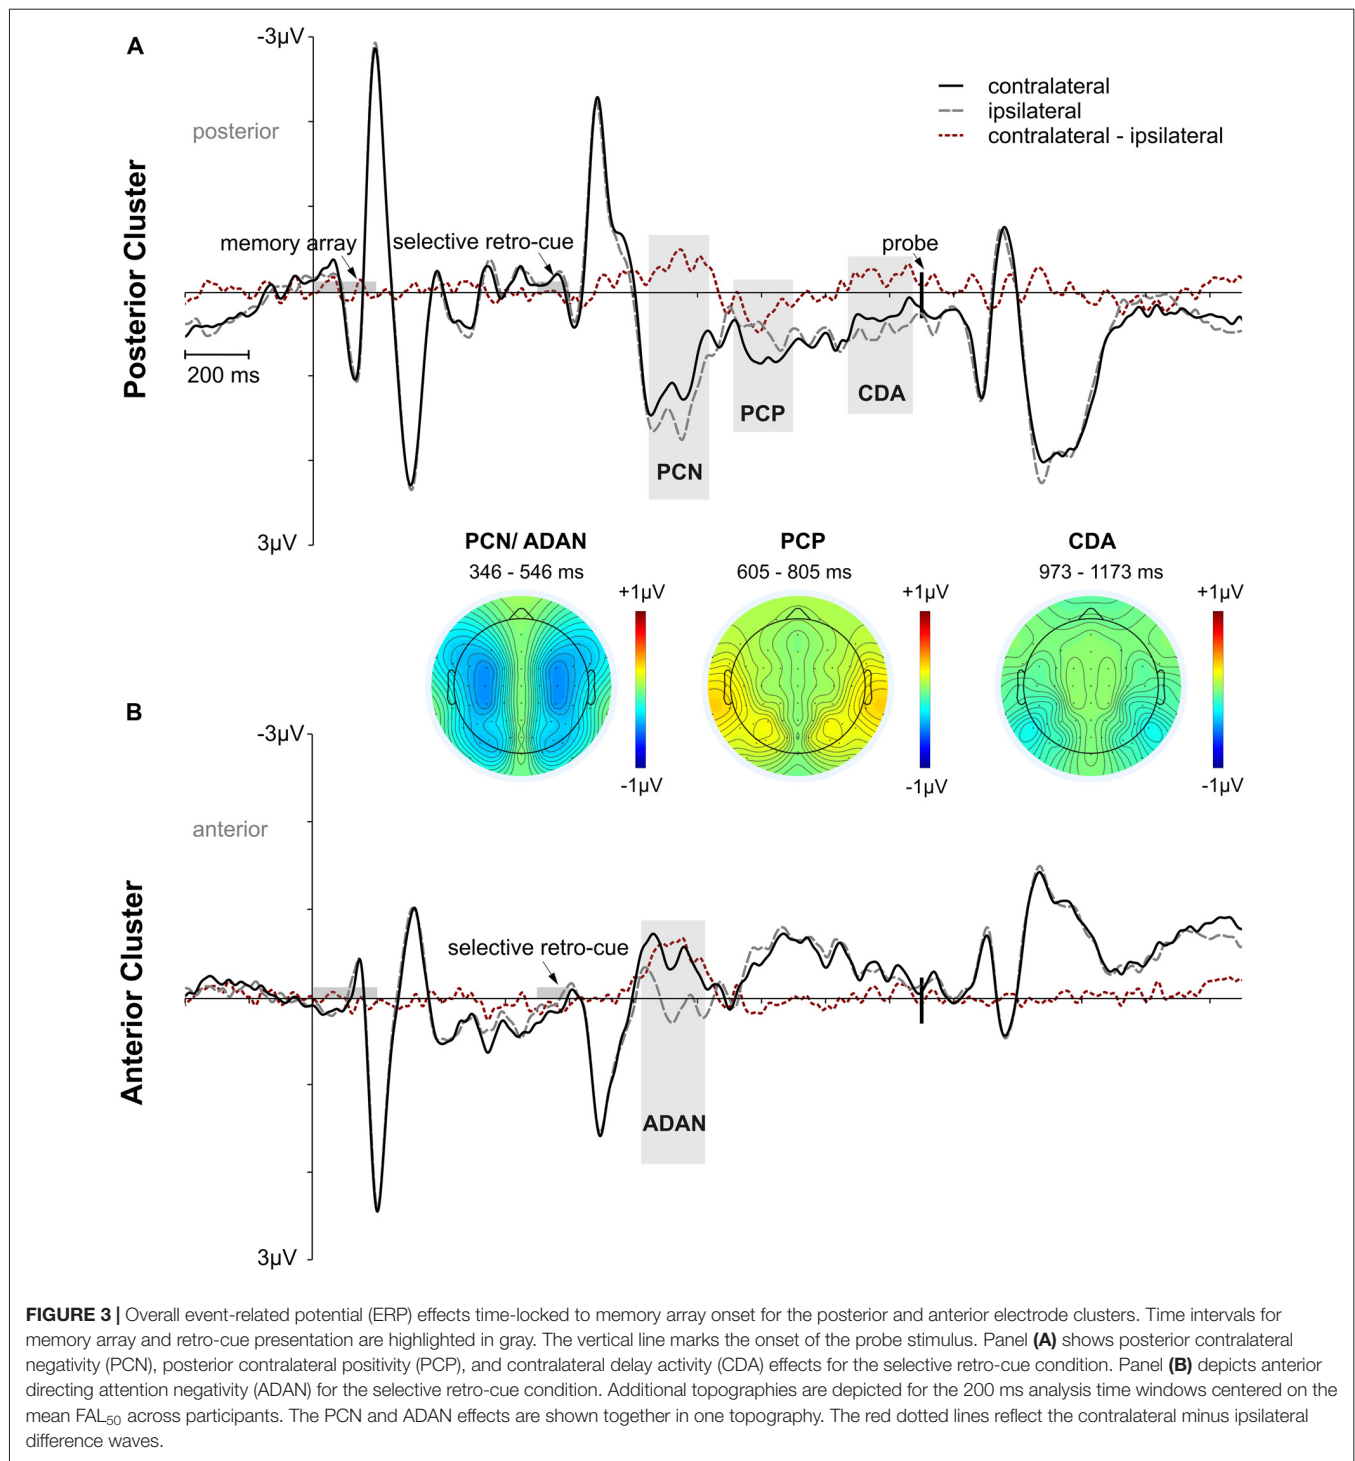 A
-3µV
contralateral
ipsilateral
contralateral - ipsilateral
posterior
Posterior Cluster
memory array
selective retro-cue
probe
200 ms
PCN
PCP
CDA
3µV
PCN/ ADAN
346 - 546 ms
+1µV
-1µV
PCP
605 - 805 ms
+1µV
-1µV
CDA
973 - 1173 ms
+1µV
-1µV
B
-3µV
anterior
Anterior Cluster
selective retro-cue
ADAN
3µV
FIGURE 3 | Overall event-related potential (ERP) effects time-locked to memory array onset for the posterior and anterior electrode clusters. Time intervals for
memory array and retro-cue presentation are highlighted in gray. The vertical line marks the onset of the probe stimulus. Panel (A) shows posterior contralateral
negativity (PCN), posterior contralateral positivity (PCP), and contralateral delay activity (CDA) effects for the selective retro-cue condition. Panel (B) depicts anterior
directing attention negativity (ADAN) for the selective retro-cue condition. Additional topographies are depicted for the 200 ms analysis time windows centered on the
mean FAL50 across participants. The PCN and ADAN effects are shown together in one topography. The red dotted lines reflect the contralateral minus ipsilateral
difference waves.